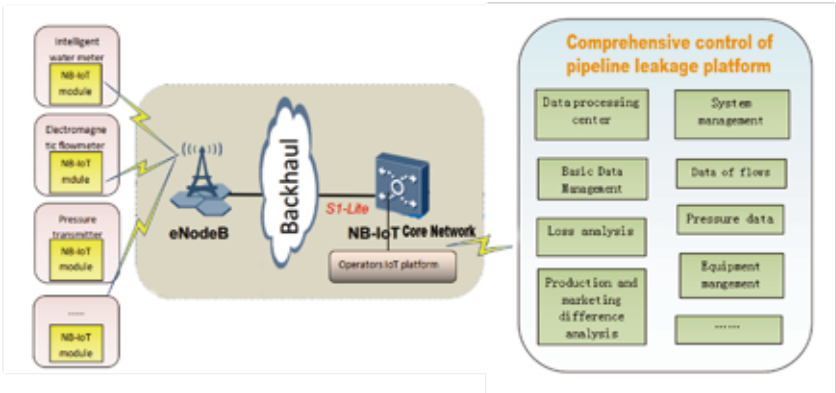 Intelligent
water meter
NB-IoT
module
Electromagne
tic flowmeter
NB-IoT
mdule
Pressure
transmitter
NB-IoT
module
......
NB-IoT
module
eNodeB
Backhaul
S1-Lite
NB-IoT Core Network
Operators IoT platform
Comprehensive control of
pipeline leakage platform
Data processing
center
System
management
Basic Data
Management
Data of flows
Loss analysis
Pressure data
Production and
marketing
difference
analysis
Equipment
mangement
......